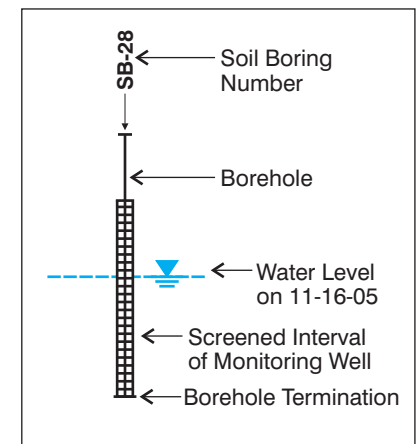 SB-28
Soil Boring
Number
Borehole
Water Level
on 11-16-05
Screened Interval
of Monitoring Well
Borehole Termination